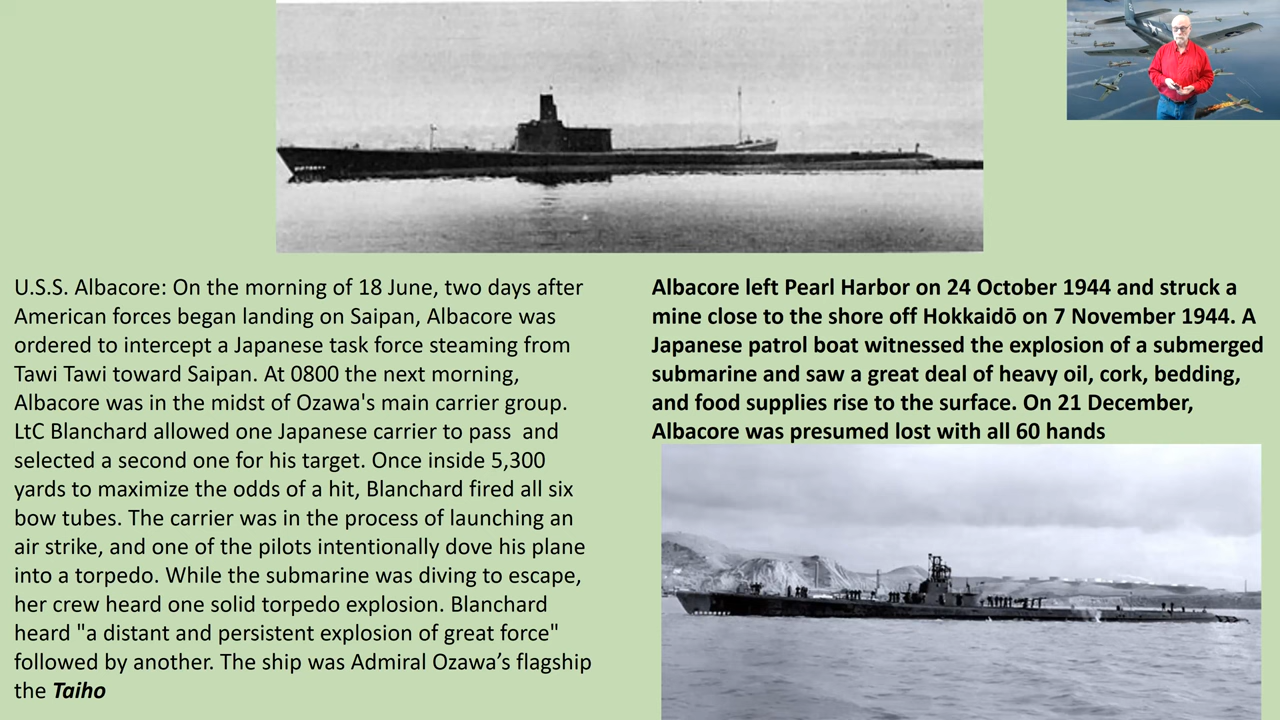 U.S.S. Albacore: On the morning of 18 June, two days after
American forces began landing on Saipan, Albacore was
ordered to intercept a Japanese task force steaming from
Tawi Tawi toward Saipan. At 0800 the next morning,
Albacore was in the midst of Ozawa's main carrier group.
LtC Blanchard allowed one Japanese carrier to pass  and
selected a second one for his target. Once inside 5,300
yards to maximize the odds of a hit, Blanchard fired all six
bow tubes. The carrier was in the process of launching an
air strike, and one of the pilots intentionally dove his plane
into a torpedo. While the submarine was diving to escape,
her crew heard one solid torpedo explosion. Blanchard
heard "a distant and persistent explosion of great force"
followed by another. The ship was Admiral Ozawa’s flagship
the Taiho
Albacore left Pearl Harbor on 24 October 1944 and struck a
mine close to the shore off Hokkaidō on 7 November 1944. A
Japanese patrol boat witnessed the explosion of a submerged
submarine and saw a great deal of heavy oil, cork, bedding,
and food supplies rise to the surface. On 21 December,
Albacore was presumed lost with all 60 hands